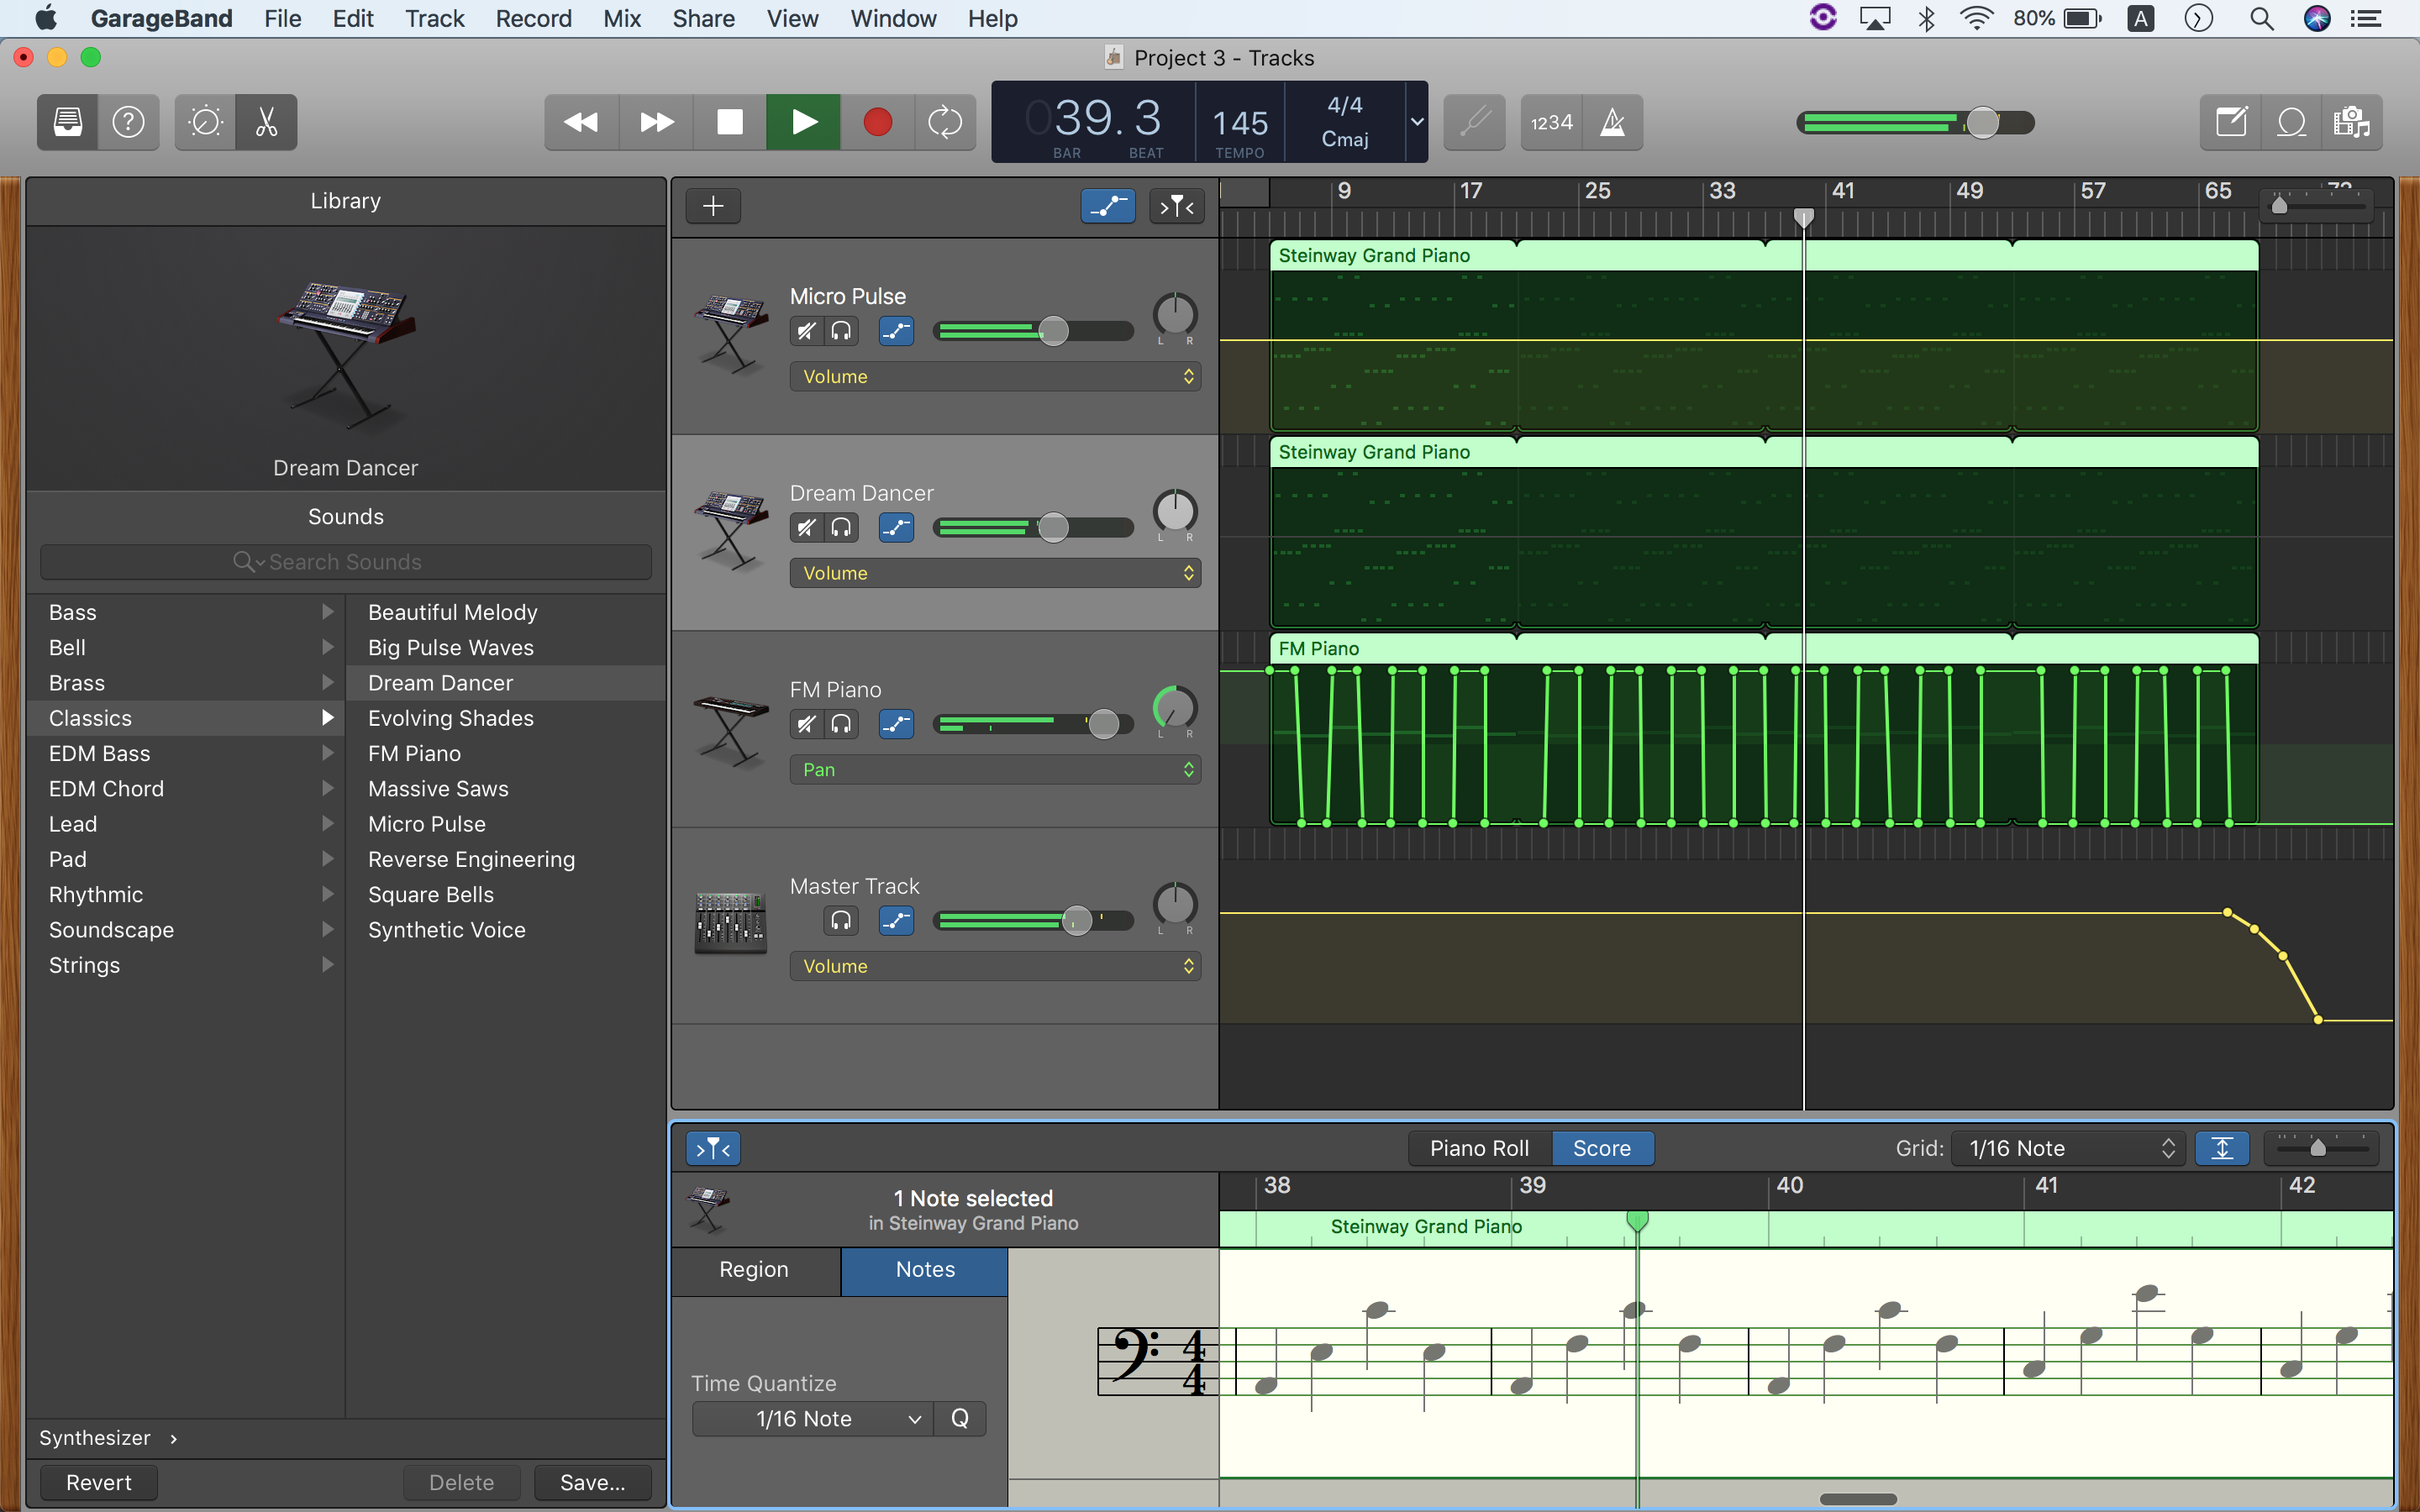 GarageBand File Edit Track Record Mix Share View Window Help
80% A
Project 3 - Tracks
039. 3
BAR BEAT
145
TEMPO
4/4
Cmaj
1234
Library
Dream Dancer
Sounds
Search Sounds
Bass
Bell
Brass
Classics
EDM Bass
EDM Chord
Lead
Pad
Rhythmic
Soundscape
Strings
Beautiful Melody
Big Pulse Waves
Dream Dancer
Evolving Shades
FM Piano
Massive Saws
Micro Pulse
Reverse Engineering
Square Bells
Synthetic Voice
Synthesizer ›
Revert Delete Save...
9 17 25 33 41 49 57 65
Micro Pulse
L R
Volume
Steinway Grand Piano
Dream Dancer
L R
Volume
Steinway Grand Piano
FM Piano
L R
Pan
FM Piano
Master Track
L R
Volume
Piano Roll Score
Grid: 1/16 Note
1 Note selected
in Steinway Grand Piano
Region Notes
Time Quantize
1/16 Note Q
38 39 40 41 42
Steinway Grand Piano
4
4